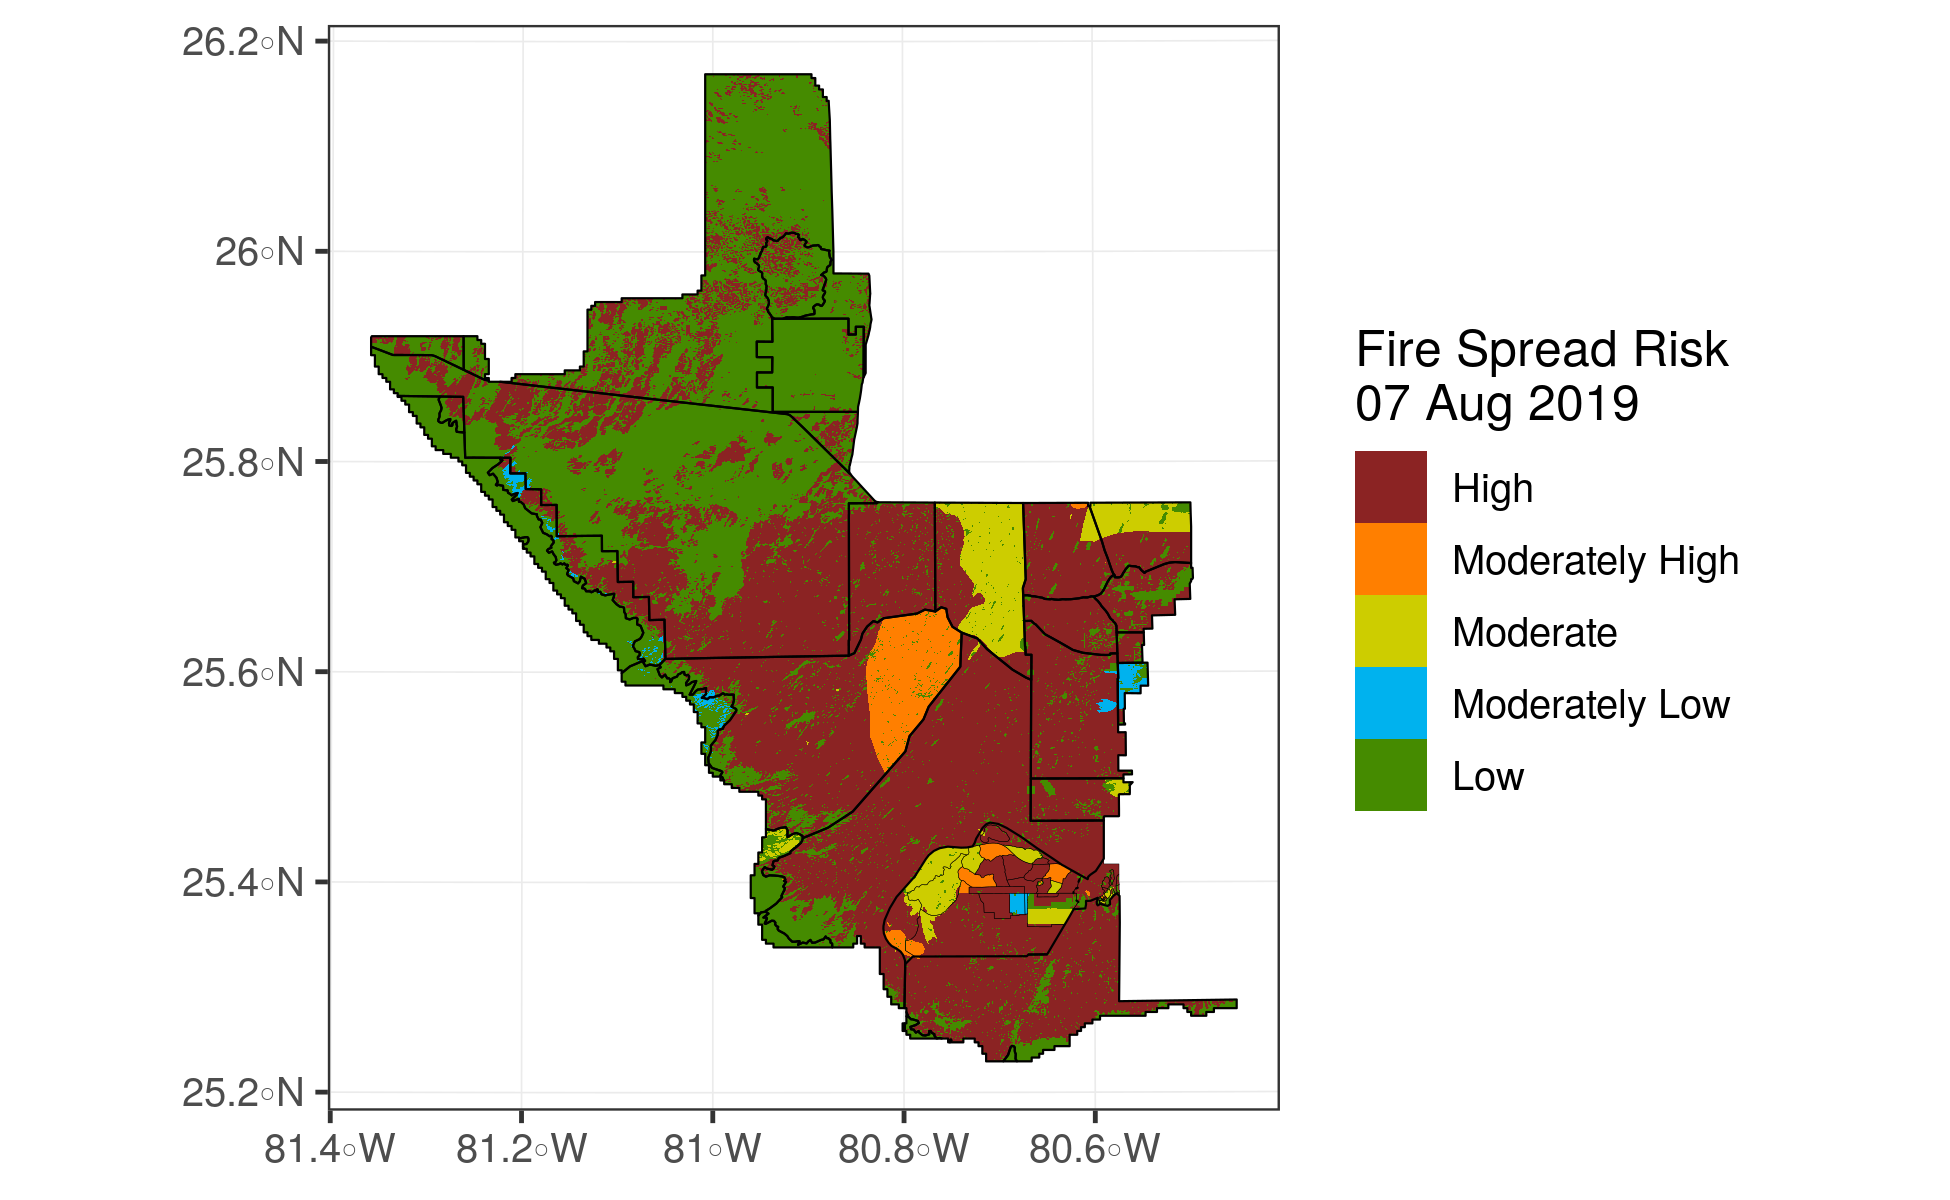 26.2°N
26°N
25.8°N
25.6°N
25.4°N
25.2°N
81.4°W
81.2°W
81°W
80.8°W
80.6°W
Fire Spread Risk
07 Aug 2019
High
Moderately High
Moderate
Moderately Low
Low